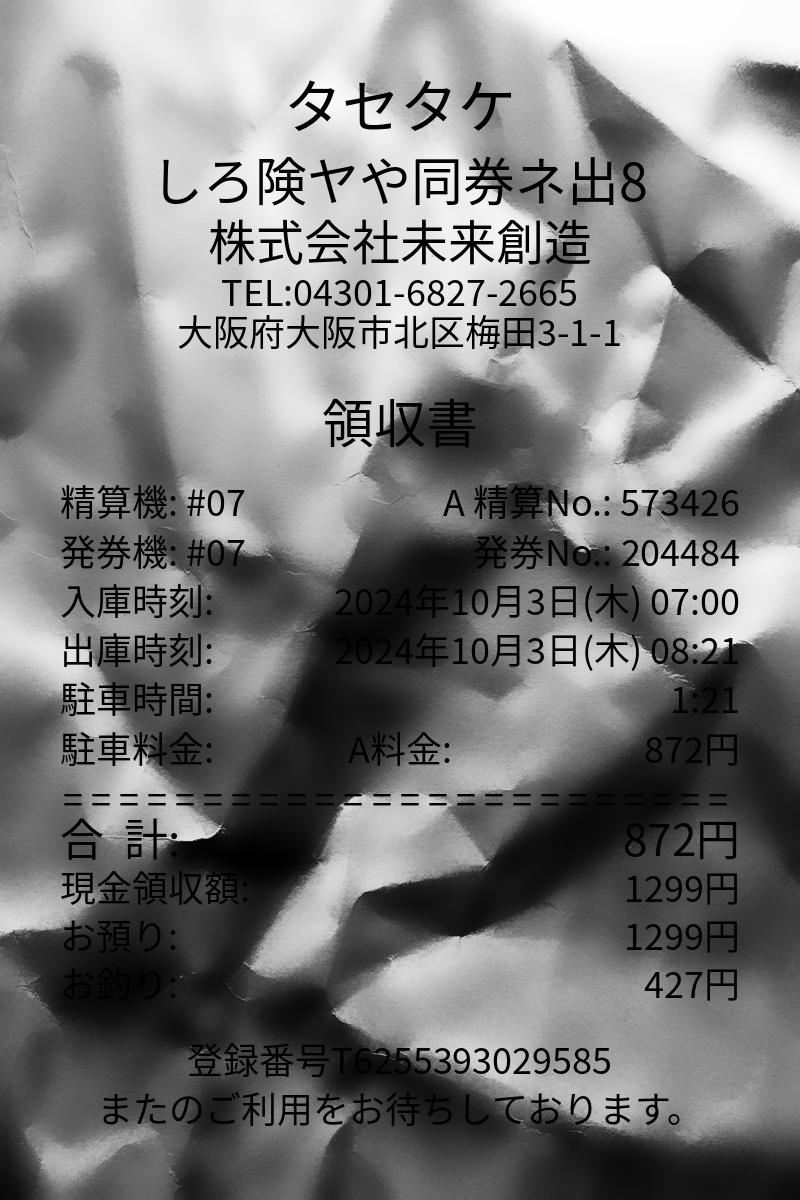 タセタケ
しろ険ヤや同券ネ出8
株式会社未来創造
TEL:04301-6827-2665
大阪府大阪市北区梅田3-1-1
領収書
精算機: #07 A 精算No.: 573426
発券機: #07 発券No.: 204484
入庫時刻: 2024年10月3日(木) 07:00
出庫時刻: 2024年10月3日(木) 08:21
駐車時間: 1:21
駐車料金: A料金: 872円
========================
合 計: 872円
現金領収額: 1299円
お預り: 1299円
お釣り: 427円
登録番号T6255393029585
またのご利用をお待ちしております。